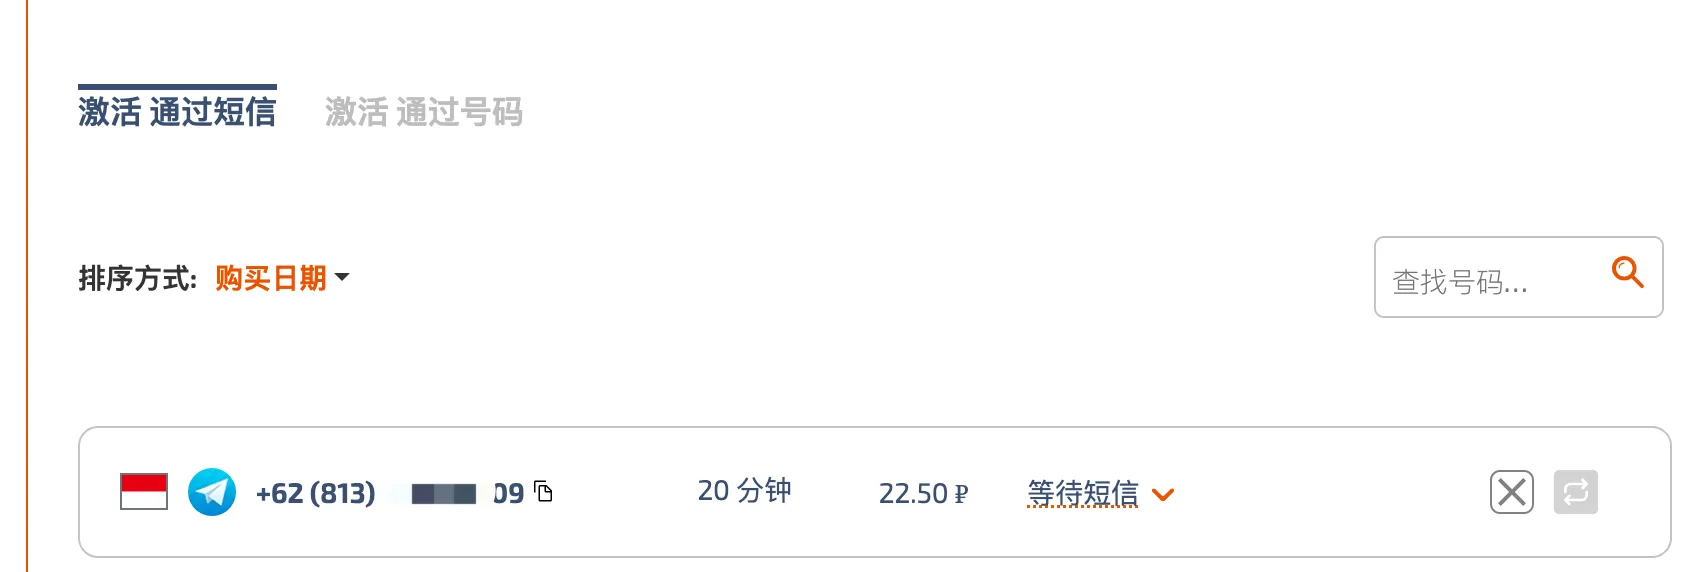 激活 通过短信 激活 通过号码
排序方式: 购买日期 查找号码...
+62 (813) 09 20 分钟 22.50 ₽ 等待短信